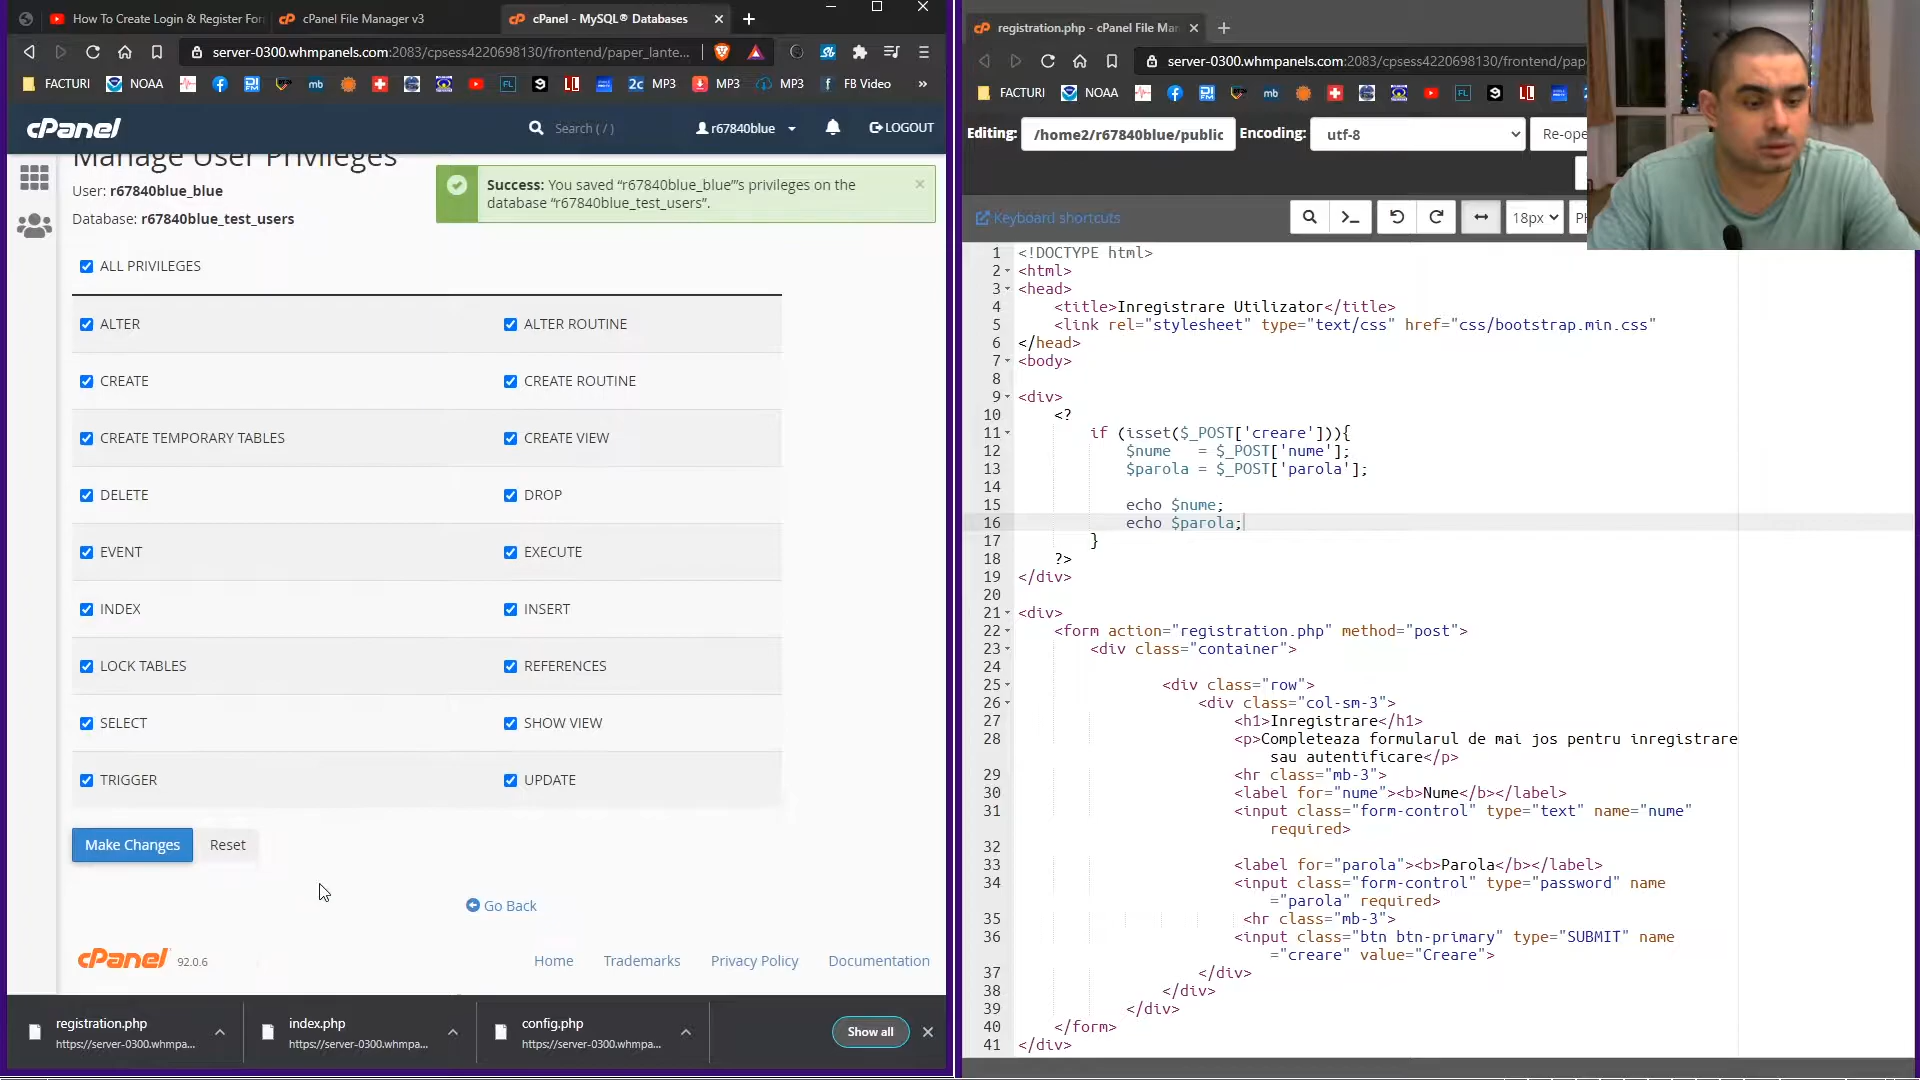 How To Create Login & Register For
cPanel File Manager v3
cPanel - MySQL® Databases
server-0300.whmpanels.com:2083/cpsess4220698130/frontend/paper_lante...
FACTURI
NOAA
mb
FL
2c
MP3
MP3
MP3
FB Video
cPanel
Search ( / )
r67840blue
LOGOUT
Manage User Privileges
User: r67840blue_blue
Database: r67840blue_test_users
Success: You saved “r67840blue_blue”’s privileges on the
database “r67840blue_test_users”.
ALL PRIVILEGES
ALTER
ALTER ROUTINE
CREATE
CREATE ROUTINE
CREATE TEMPORARY TABLES
CREATE VIEW
DELETE
DROP
EVENT
EXECUTE
INDEX
INSERT
LOCK TABLES
REFERENCES
SELECT
SHOW VIEW
TRIGGER
UPDATE
Make Changes
Reset
Go Back
cPanel 92.0.6
Home
Trademarks
Privacy Policy
Documentation
registration.php
https://server-0300.whmpa...
index.php
https://server-0300.whmpa...
config.php
https://server-0300.whmpa...
Show all
registration.php - cPanel File Man
server-0300.whmpanels.com:2083/cpsess4220698130/frontend/pap
FACTURI
NOAA
mb
FL
Editing:
/home2/r67840blue/public
Encoding:
utf-8
Re-ope
Keyboard shortcuts
18px
1 <!DOCTYPE html>
2 <html>
3 <head>
4 <title>Inregistrare Utilizator</title>
5 <link rel="stylesheet" type="text/css" href="css/bootstrap.min.css"
6 </head>
7 <body>
8
9 <div>
10 <?
11 if (isset($_POST['creare'])){
12 $nume   = $_POST['nume'];
13 $parola = $_POST['parola'];
14
15 echo $nume;
16 echo $parola;
17 }
18 ?>
19 </div>
20
21 <div>
22 <form action="registration.php" method="post">
23 <div class="container">
24
25 <div class="row">
26 <div class="col-sm-3">
27 <h1>Inregistrare</h1>
28 <p>Completeaza formularul de mai jos pentru inregistrare
sau autentificare</p>
29 <hr class="mb-3">
30 <label for="nume"><b>Nume</b></label>
31 <input class="form-control" type="text" name="nume"
required>
32
33 <label for="parola"><b>Parola</b></label>
34 <input class="form-control" type="password" name
="parola" required>
35 <hr class="mb-3">
36 <input class="btn btn-primary" type="SUBMIT" name
="creare" value="Creare">
37 </div>
38 </div>
39 </div>
40 </form>
41 </div>